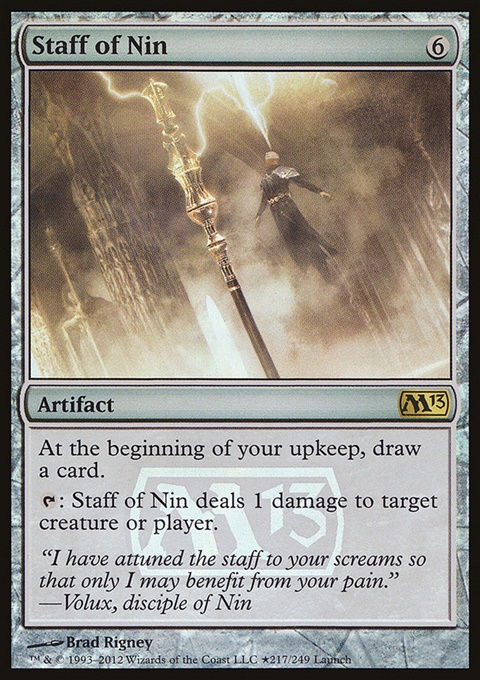 Staff of Nin 6
Artifact M13
At the beginning of your upkeep, draw
a card.
: Staff of Nin deals 1 damage to target
creature or player.
M13
“I have attuned the staff to your screams so
that only I may benefit from your pain.”
—Volux, disciple of Nin
Brad Rigney
™ & © 1993–2012 Wizards of the Coast LLC ★217/249 Launch